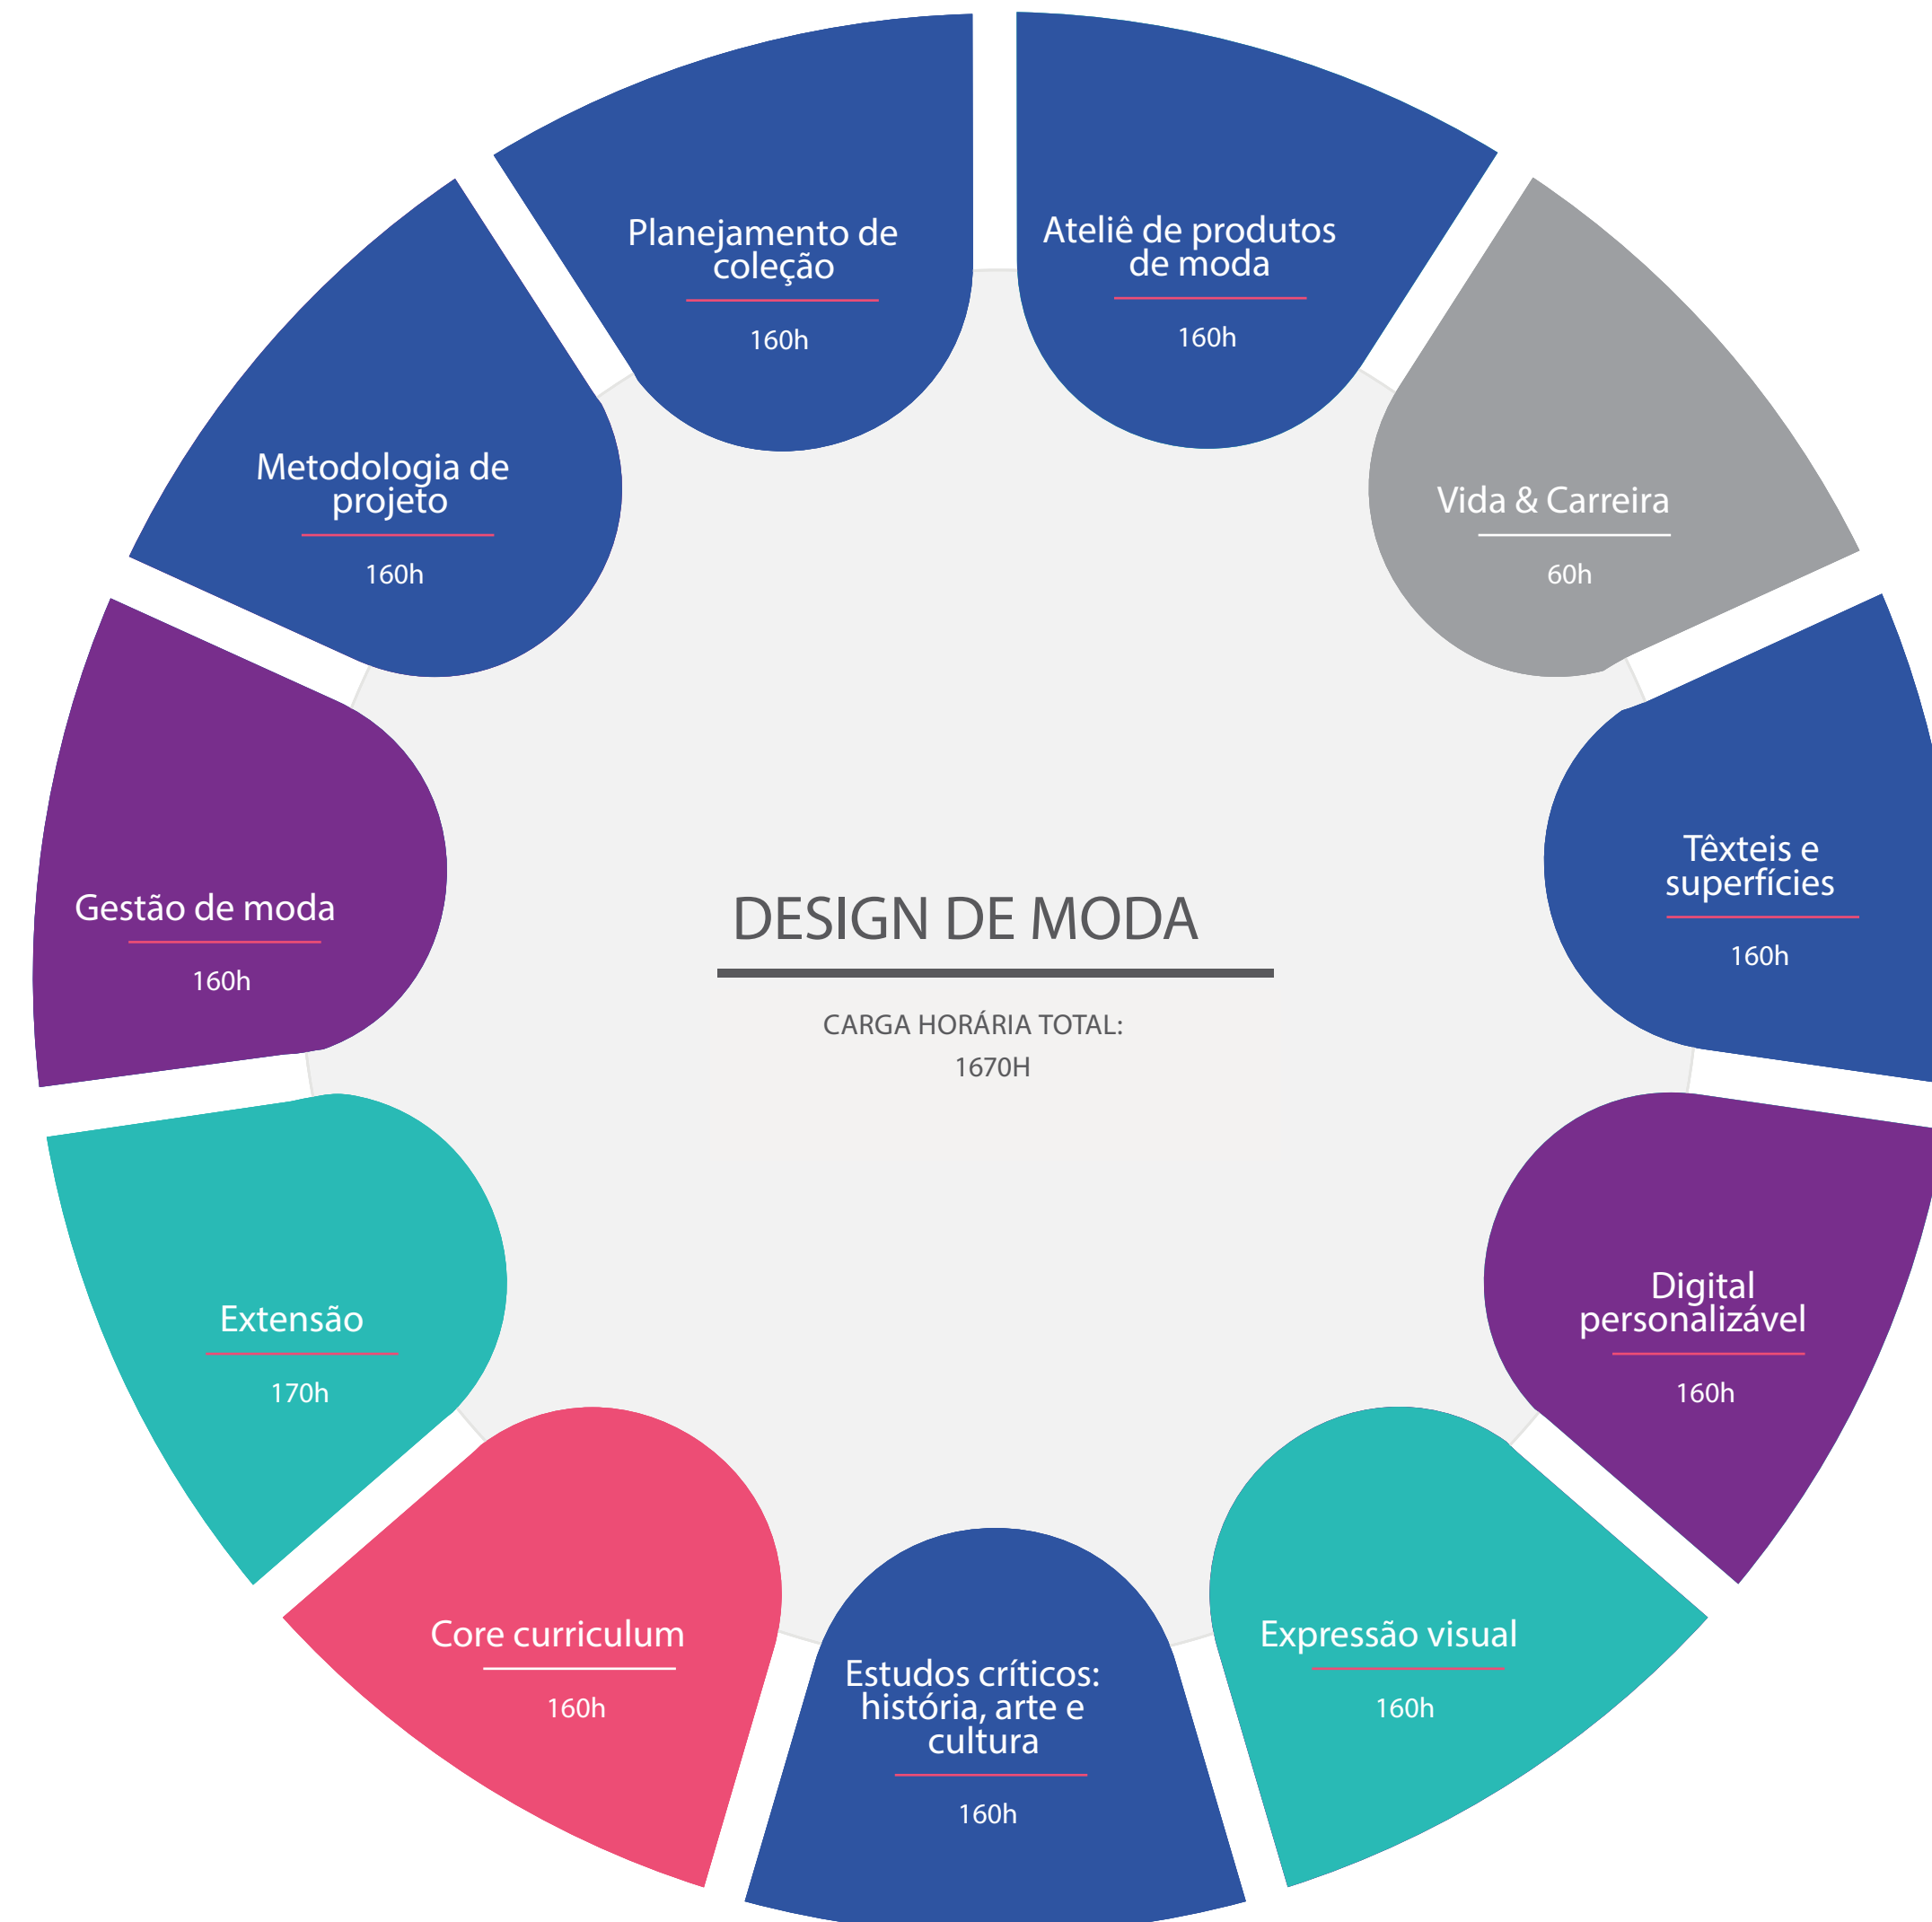 Planejamento de
coleção
160h
Ateliê de produtos
de moda
160h
Vida & Carreira
60h
Têxteis e
superfícies
160h
Digital
personalizável
160h
Expressão visual
160h
Estudos críticos:
história, arte e
cultura
160h
Core curriculum
160h
Extensão
170h
Gestão de moda
160h
Metodologia de
projeto
160h
DESIGN DE MODA
CARGA HORÁRIA TOTAL:
1670H